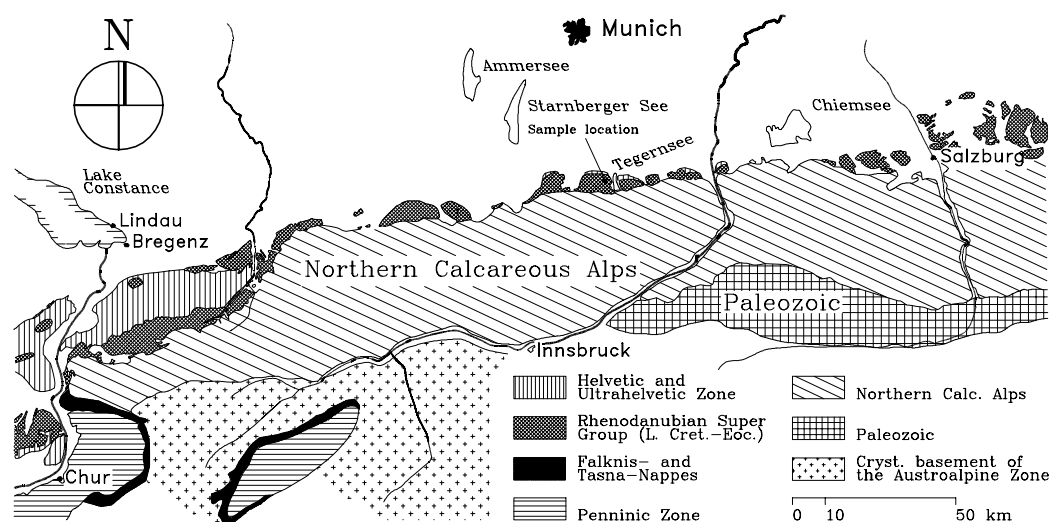 N
Munich
Ammersee
Starnberger See
Sample location
Tegernsee
Chiemsee
Salzburg
Lake
Constance
Lindau
Bregenz
Northern Calcareous Alps
Paleozoic
Innsbruck
Chur
Helvetic and
Ultrahelvetic Zone
Rhenodanubian Super
Group (L. Cret.-Eoc.)
Falknis- and
Tasna-Nappes
Penninic Zone
Northern Calc. Alps
Paleozoic
Cryst. basement of
the Austroalpine Zone
0 10 50 km